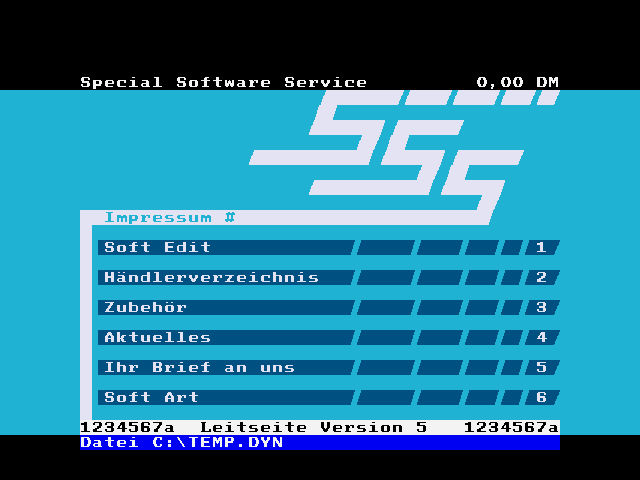 Special Software Service 0,00 DM
SSS
Impressum #
Soft Edit 1
Händlerverzeichnis 2
Zubehör 3
Aktuelles 4
Ihr Brief an uns 5
Soft Art 6
1234567a Leitseite Version 5 1234567a
Datei C:\TEMP.DYN